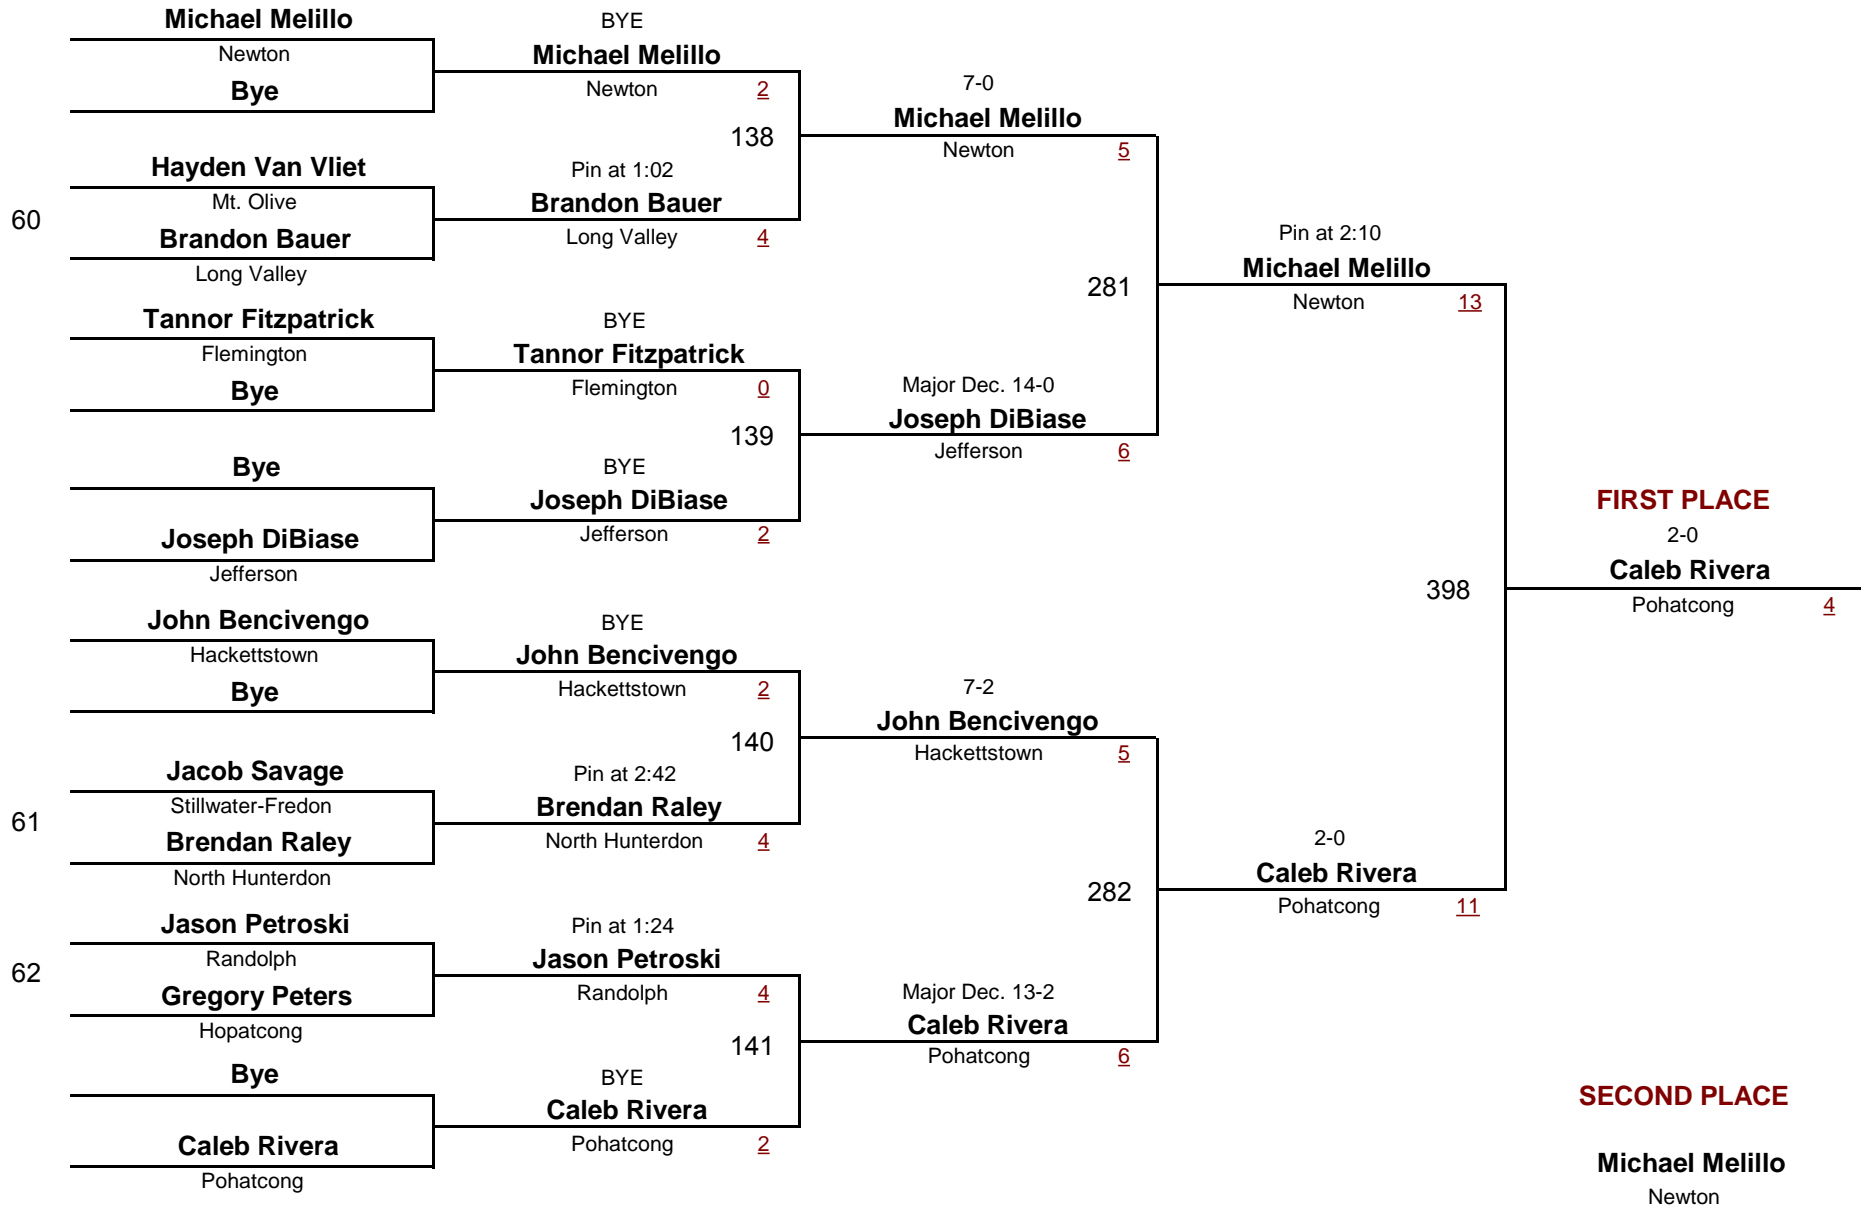 Michael Melillo
Newton
Bye
60
Hayden Van Vliet
Mt. Olive
Brandon Bauer
Long Valley
Tannor Fitzpatrick
Flemington
Bye
Bye
Joseph DiBiase
Jefferson
John Bencivengo
Hackettstown
Bye
61
Jacob Savage
Stillwater-Fredon
Brendan Raley
North Hunterdon
62
Jason Petroski
Randolph
Gregory Peters
Hopatcong
Bye
Caleb Rivera
Pohatcong
BYE
Michael Melillo
Newton 2
138
Pin at 1:02
Brandon Bauer
Long Valley 4
BYE
Tannor Fitzpatrick
Flemington 0
139
BYE
Joseph DiBiase
Jefferson 2
BYE
John Bencivengo
Hackettstown 2
140
Pin at 2:42
Brendan Raley
North Hunterdon 4
Pin at 1:24
Jason Petroski
Randolph 4
141
BYE
Caleb Rivera
Pohatcong 2
7-0
Michael Melillo
Newton 5
281
Major Dec. 14-0
Joseph DiBiase
Jefferson 6
7-2
John Bencivengo
Hackettstown 5
282
Major Dec. 13-2
Caleb Rivera
Pohatcong 6
Pin at 2:10
Michael Melillo
Newton 13
398
2-0
Caleb Rivera
Pohatcong 11
FIRST PLACE
2-0
Caleb Rivera
Pohatcong 4
SECOND PLACE
Michael Melillo
Newton